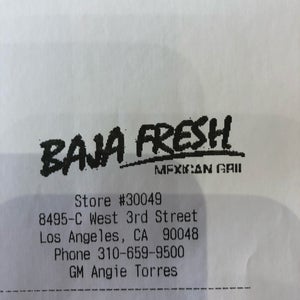 BAJA FRESH
MEXICAN GRILL
Store #30049
8495-C West 3rd Street
Los Angeles, CA 90048
Phone 310-659-9500
GM Angie Torres